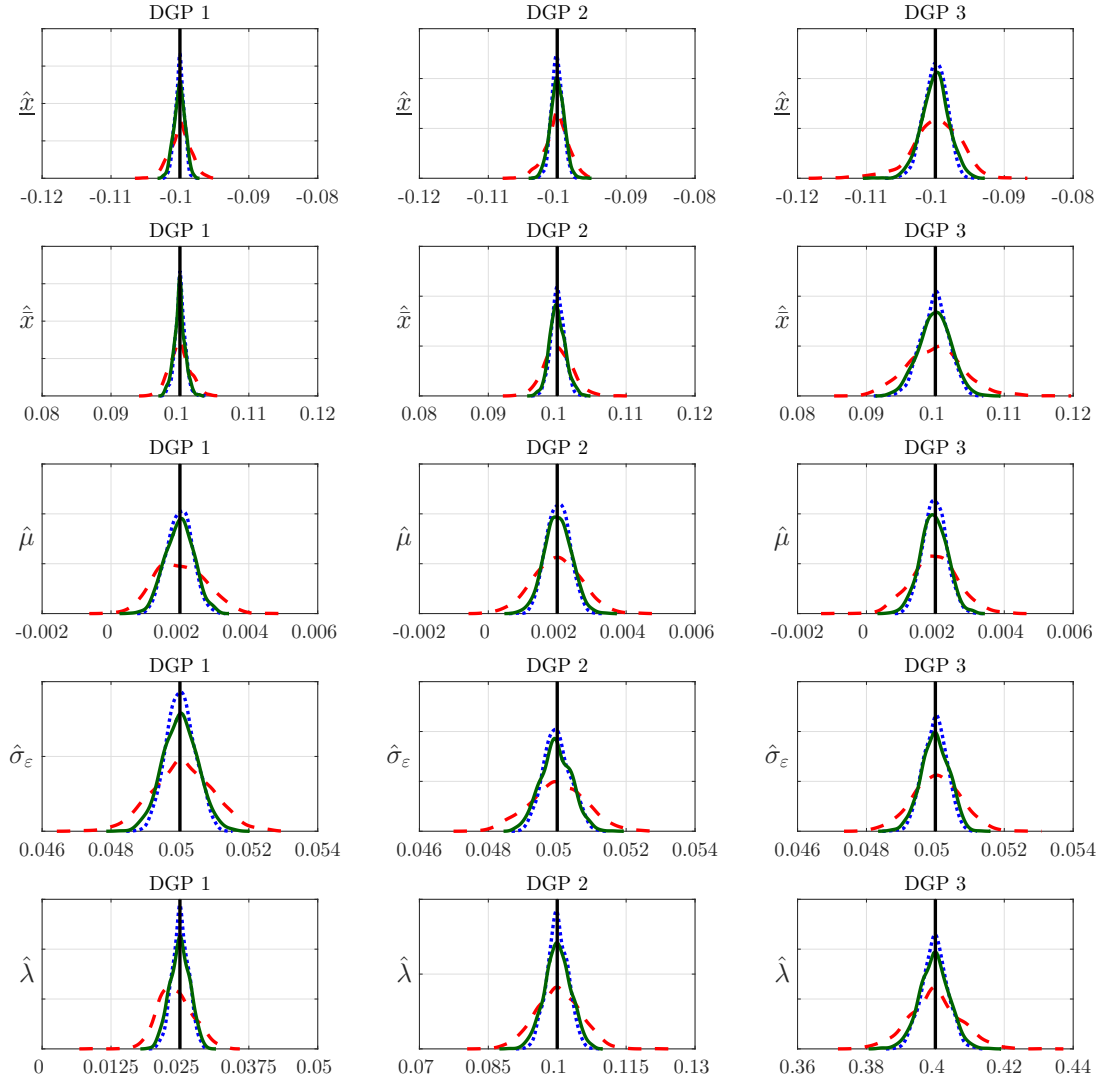 DGP 1 DGP 2 DGP 3
x̲̂ x̲̂ x̲̂
-0.12 -0.11 -0.1 -0.09 -0.08 -0.12 -0.11 -0.1 -0.09 -0.08 -0.12 -0.11 -0.1 -0.09 -0.08
DGP 1 DGP 2 DGP 3
x̄̂ x̄̂ x̄̂
0.08 0.09 0.1 0.11 0.12 0.08 0.09 0.1 0.11 0.12 0.08 0.09 0.1 0.11 0.12
DGP 1 DGP 2 DGP 3
μ̂ μ̂ μ̂
-0.002 0 0.002 0.004 0.006 -0.002 0 0.002 0.004 0.006 -0.002 0 0.002 0.004 0.006
DGP 1 DGP 2 DGP 3
σ̂ε σ̂ε σ̂ε
0.046 0.048 0.05 0.052 0.054 0.046 0.048 0.05 0.052 0.054 0.046 0.048 0.05 0.052 0.054
DGP 1 DGP 2 DGP 3
λ̂ λ̂ λ̂
0 0.0125 0.025 0.0375 0.05 0.07 0.085 0.1 0.115 0.13 0.36 0.38 0.4 0.42 0.44